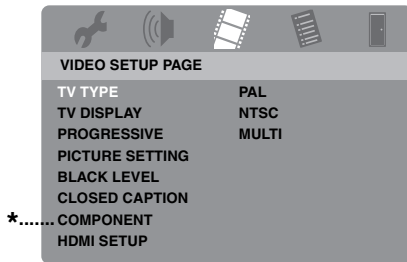 VIDEO SETUP PAGE
TV TYPE PAL
TV DISPLAY NTSC
PROGRESSIVE MULTI
PICTURE SETTING
BLACK LEVEL
CLOSED CAPTION
*....... COMPONENT
HDMI SETUP